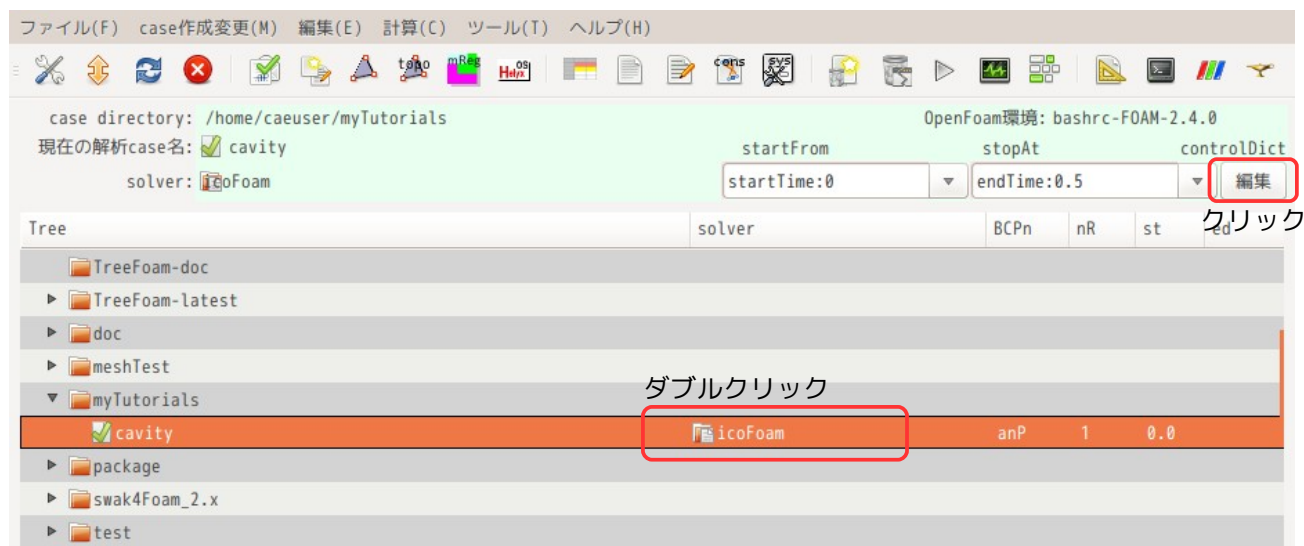 ファイル(F) case作成変更(M) 編集(E) 計算(C) ツール(T) ヘルプ(H)
topo mReg Helyx OS cons sys
case directory: /home/caeuser/myTutorials OpenFoam環境: bashrc-FOAM-2.4.0
現在の解析case名: cavity startFrom stopAt controlDict
solver: icoFoam startTime:0 endTime:0.5 編集
クリック
Tree solver BCPn nR st ed
TreeFoam-doc
TreeFoam-latest
doc
meshTest
myTutorials
ダブルクリック
cavity icoFoam anP 1 0.0
package
swak4Foam_2.x
test